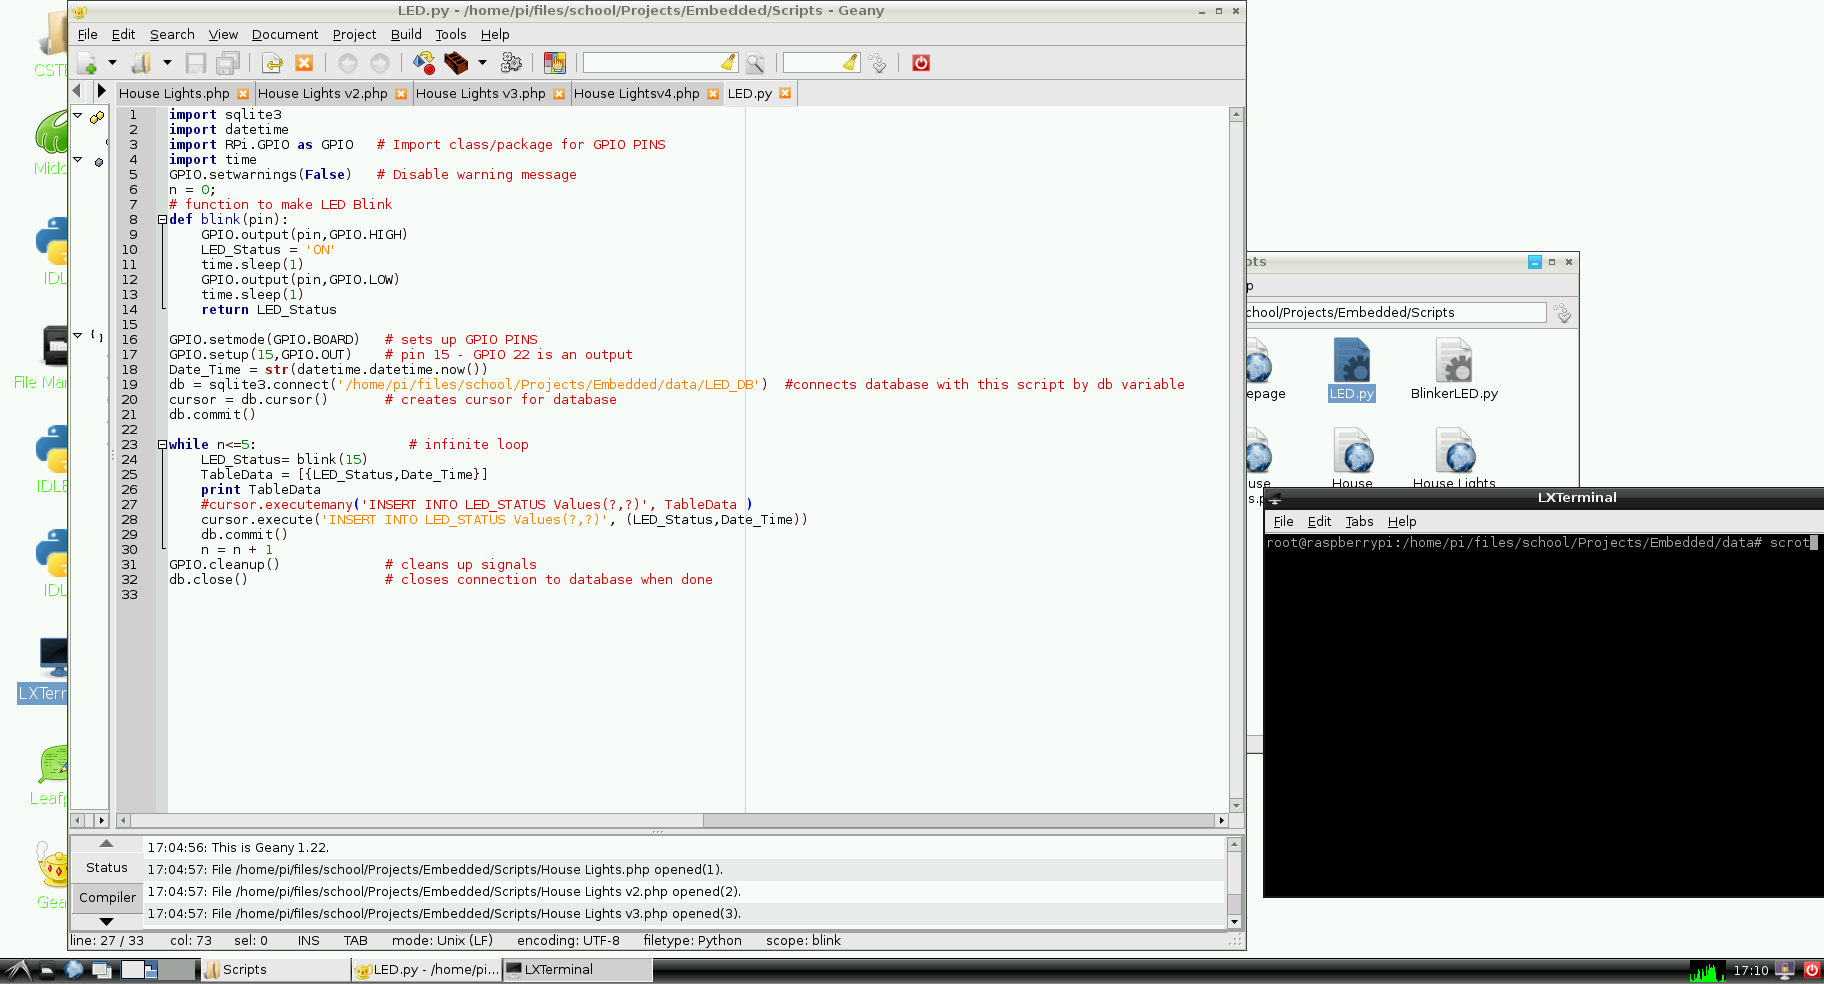 LED.py - /home/pi/files/school/Projects/Embedded/Scripts - Geany
File Edit Search View Document Project Build Tools Help
House Lights.php House Lights v2.php House Lights v3.php House Lightsv4.php LED.py
1 import sqlite3
2 import datetime
3 import RPi.GPIO as GPIO   # Import class/package for GPIO PINS
4 import time
5 GPIO.setwarnings(False)   # Disable warning message
6 n = 0;
7 # function to make LED Blink
8 def blink(pin):
9     GPIO.output(pin,GPIO.HIGH)
10     LED_Status = 'ON'
11     time.sleep(1)
12     GPIO.output(pin,GPIO.LOW)
13     time.sleep(1)
14     return LED_Status
15
16 GPIO.setmode(GPIO.BOARD)   # sets up GPIO PINS
17 GPIO.setup(15,GPIO.OUT)    # pin 15 - GPIO 22 is an output
18 Date_Time = str(datetime.datetime.now())
19 db = sqlite3.connect('/home/pi/files/school/Projects/Embedded/data/LED_DB')  #connects database with this script by db variable
20 cursor = db.cursor()       # creates cursor for database
21 db.commit()
22
23 while n<=5:                   # infinite loop
24     LED_Status= blink(15)
25     TableData = [{LED_Status,Date_Time}]
26     print TableData
27     #cursor.executemany('INSERT INTO LED_STATUS Values(?,?)', TableData )
28     cursor.execute('INSERT INTO LED_STATUS Values(?,?)', (LED_Status,Date_Time))
29     db.commit()
30     n = n + 1
31 GPIO.cleanup()             # cleans up signals
32 db.close()                 # closes connection to database when done
33
Status
Compiler
17:04:56: This is Geany 1.22.
17:04:57: File /home/pi/files/school/Projects/Embedded/Scripts/House Lights.php opened(1).
17:04:57: File /home/pi/files/school/Projects/Embedded/Scripts/House Lights v2.php opened(2).
17:04:57: File /home/pi/files/school/Projects/Embedded/Scripts/House Lights v3.php opened(3).
line: 27 / 33 col: 73 sel: 0 INS TAB mode: Unix (LF) encoding: UTF-8 filetype: Python scope: blink
CSTE
IDL
File Mar
IDLE
IDL
LXTerr
Leafp
Gea
pts
p
chool/Projects/Embedded/Scripts
epage LED.py BlinkerLED.py
use House House Lights
s.p
LXTerminal
File Edit Tabs Help
root@raspberrypi:/home/pi/files/school/Projects/Embedded/data# scrot
Scripts LED.py - /home/pi... LXTerminal 17:10